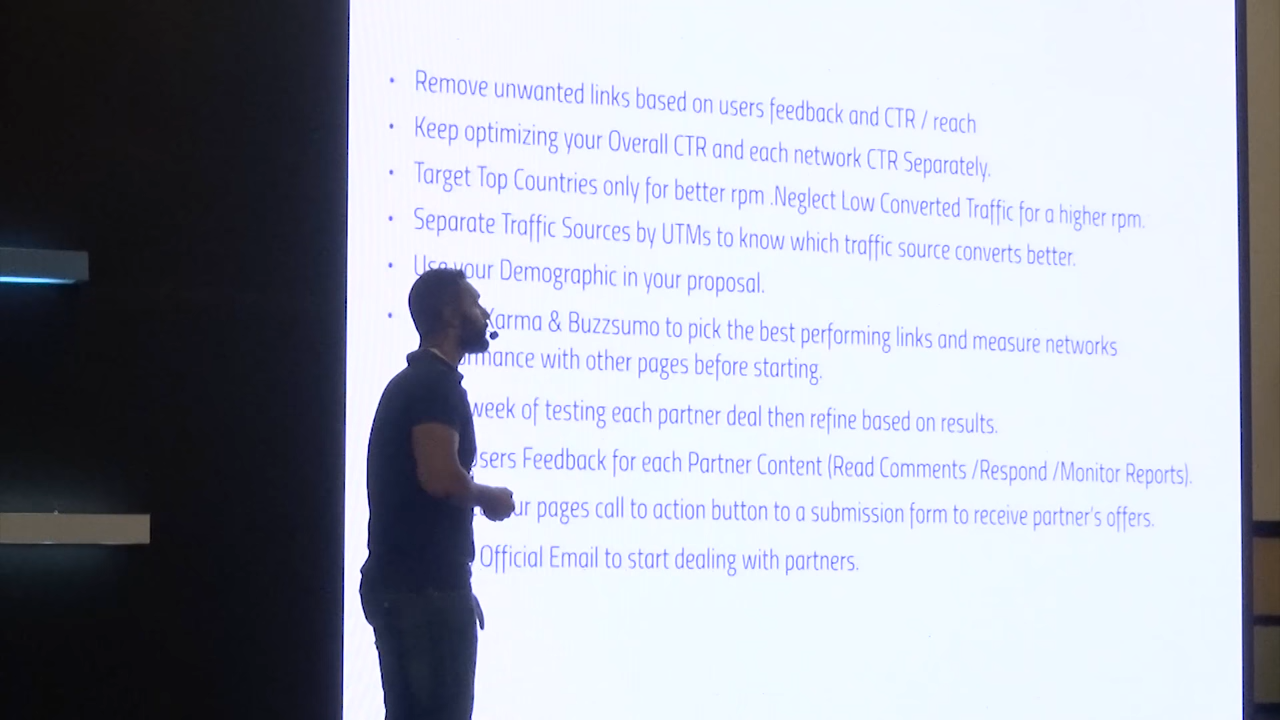 • Remove unwanted links based on users feedback and CTR / reach
• Keep optimizing your Overall CTR and each network CTR Separately.
• Target Top Countries only for better rpm .Neglect Low Converted Traffic for a higher rpm.
• Separate Traffic Sources by UTMs to know which traffic source converts better.
• Use your Demographic in your proposal.
• Karma & Buzzsumo to pick the best performing links and measure networks
with other pages before starting.
week of testing each partner deal then refine based on results.
Feedback for each Partner Content (Read Comments /Respond /Monitor Reports).
pages call to action button to a submission form to receive partner's offers.
Official Email to start dealing with partners.